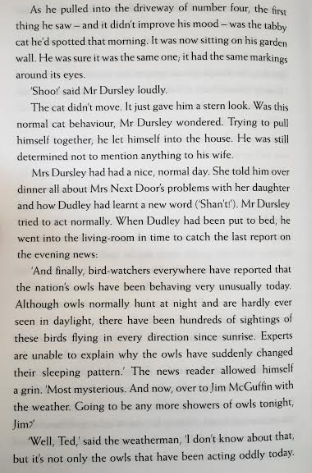 As he pulled into the driveway of number four, the first
thing he saw – and it didn't improve his mood – was the tabby
cat he'd spotted that morning. It was now sitting on his garden
wall. He was sure it was the same one; it had the same markings
around its eyes.
'Shoo!' said Mr Dursley loudly.
The cat didn't move. It just gave him a stern look. Was this
normal cat behaviour, Mr Dursley wondered. Trying to pull
himself together, he let himself into the house. He was still
determined not to mention anything to his wife.
Mrs Dursley had had a nice, normal day. She told him over
dinner all about Mrs Next Door's problems with her daughter
and how Dudley had learnt a new word ('Shan't!'). Mr Dursley
tried to act normally. When Dudley had been put to bed, he
went into the living-room in time to catch the last report on
the evening news:
'And finally, bird-watchers everywhere have reported that
the nation's owls have been behaving very unusually today.
Although owls normally hunt at night and are hardly ever
seen in daylight, there have been hundreds of sightings of
these birds flying in every direction since sunrise. Experts
are unable to explain why the owls have suddenly changed
their sleeping pattern.' The news reader allowed himself
a grin. 'Most mysterious. And now, over to Jim McGuffin with
the weather. Going to be any more showers of owls tonight,
Jim?'
'Well, Ted,' said the weatherman, 'I don't know about that,
but it's not only the owls that have been acting oddly today.